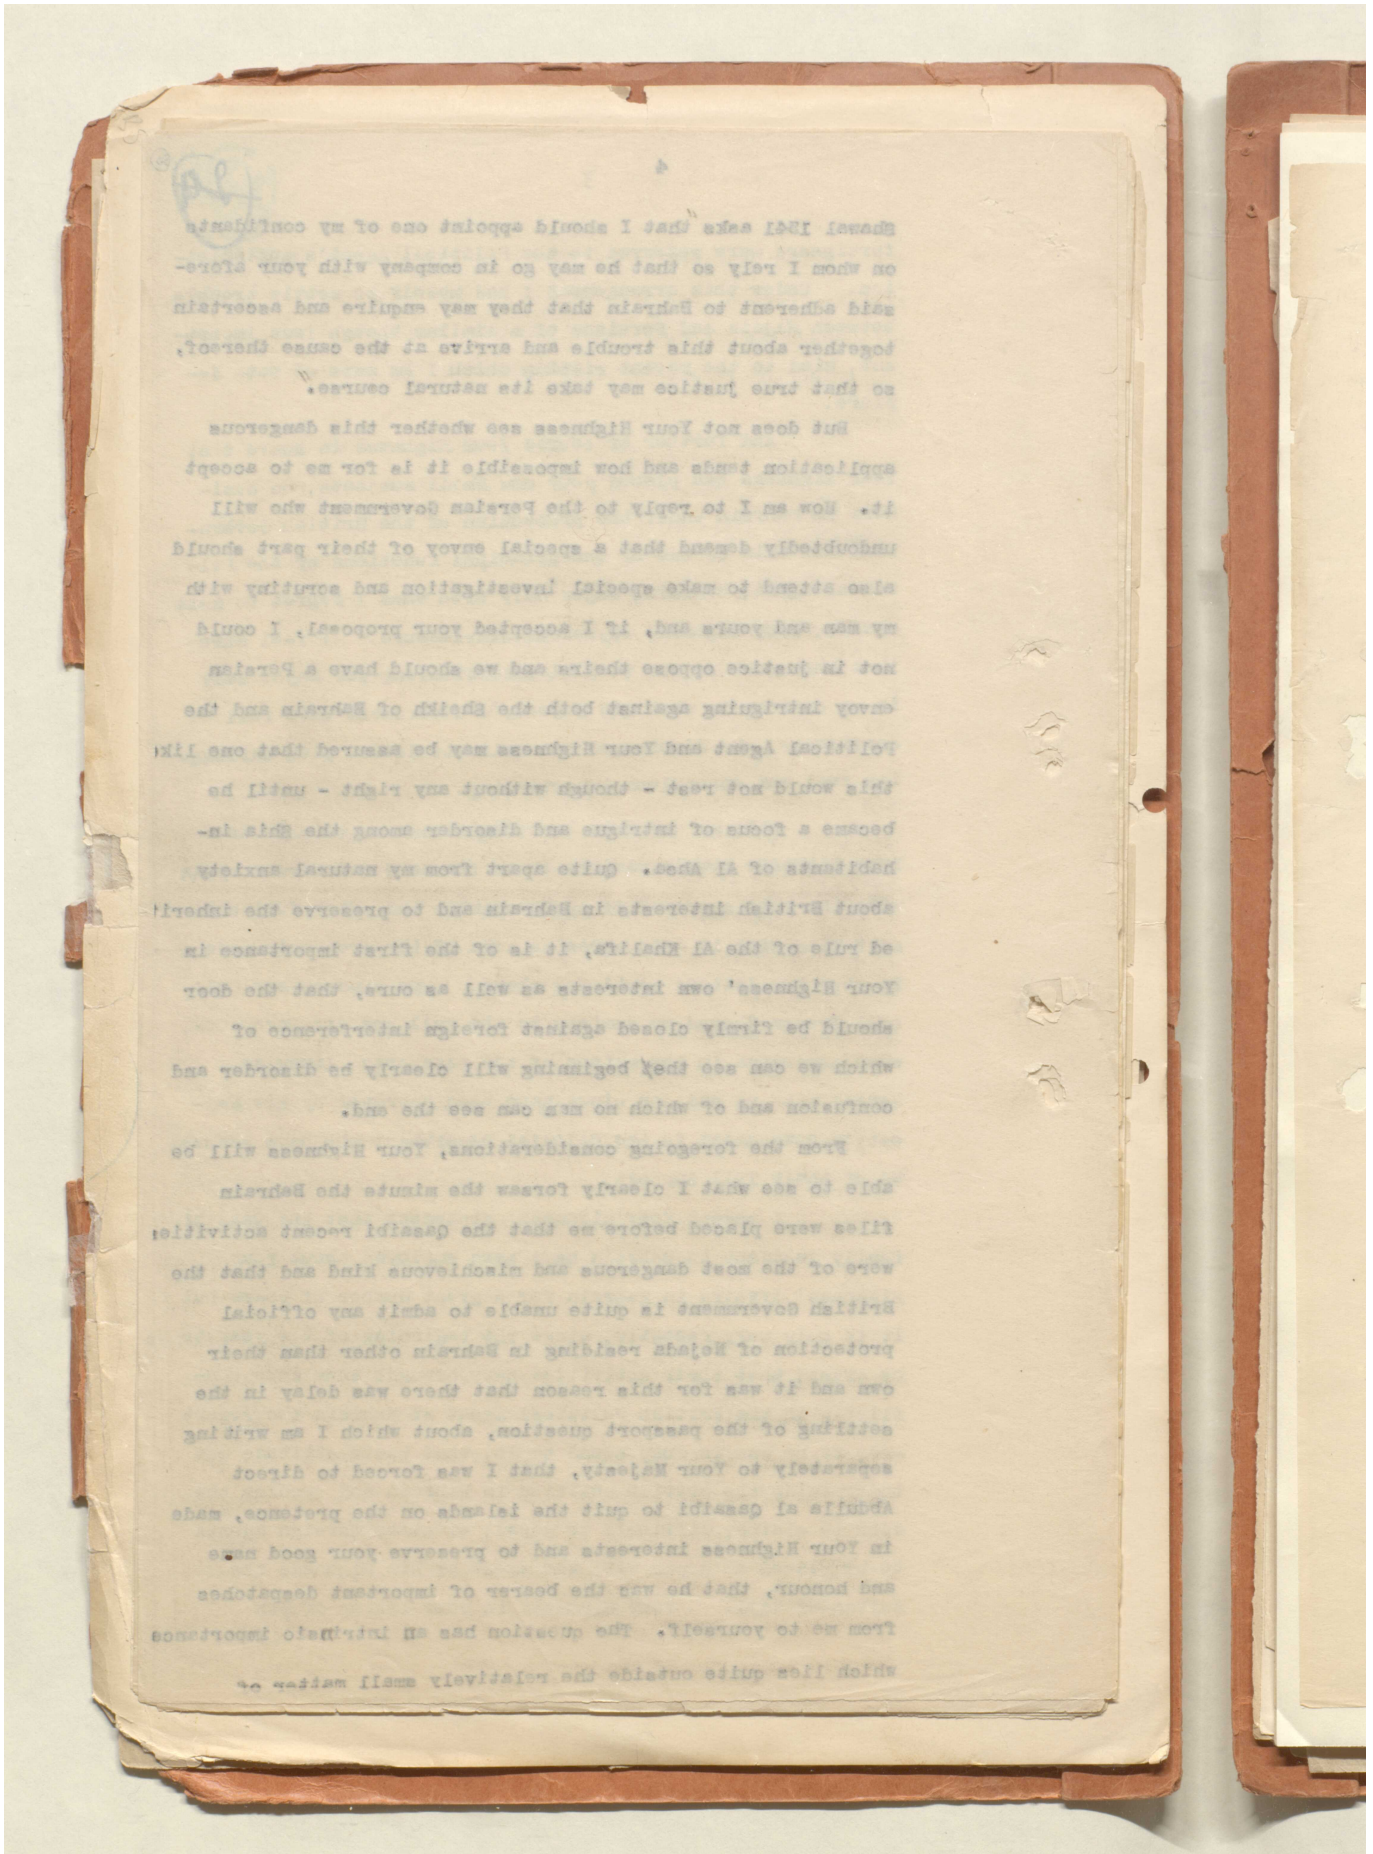 4
Shawal 1341 asks "that I should appoint one of my confidants
on whom I rely so that he may go in company with your afore-
said adherent to Bahrain that they may enquire and ascertain
together about this trouble and arrive at the cause thereof,
so that true justice may take its natural course."
But does not Your Highness see whether this dangerous
application tends and how impossible it is for me to accept
it. How am I to reply to the Persian Government who will
undoubtedly demand that a special envoy of their part should
also attend to make special investigation and scrutiny with
my man and yours and, if I accepted your proposal, I could
not in justice oppose theirs and we should have a Persian
envoy intriguing against both the Sheikh of Bahrain and the
Political Agent and Your Highness may be assured that one like
this would not rest - though without any right - until he
became a focus of intrigue and disorder among the Shia in-
habitants of Al Ahsa. Quite apart from my natural anxiety
about British interests in Bahrain and to preserve the inherit
ed rule of the Al Khalifa, it is of the first importance in
Your Highness' own interests as well as ours, that the door
should be firmly closed against foreign interference of
which we can see the beginning will clearly be disorder and
confusion and of which no man can see the end.
From the foregoing considerations, Your Highness will be
able to see what I clearly forsaw the minute the Bahrain
files were placed before me that the Qasaibi recent activities
were of the most dangerous and mischievous kind and that the
British Government is quite unable to admit any official
protection of Nejads residing in Bahrain other than their
own and it was for this reason that there was delay in the
settling of the passport question, about which I am writing
separately to Your Majesty, that I was forced to direct
Abdulla al Qasaibi to quit the islands on the pretence, made
in Your Highness interests and to preserve your good name
and honour, that he was the bearer of important despatches
from me to yourself. The question has an intrinsic importance
which lies quite outside the relatively small matter of